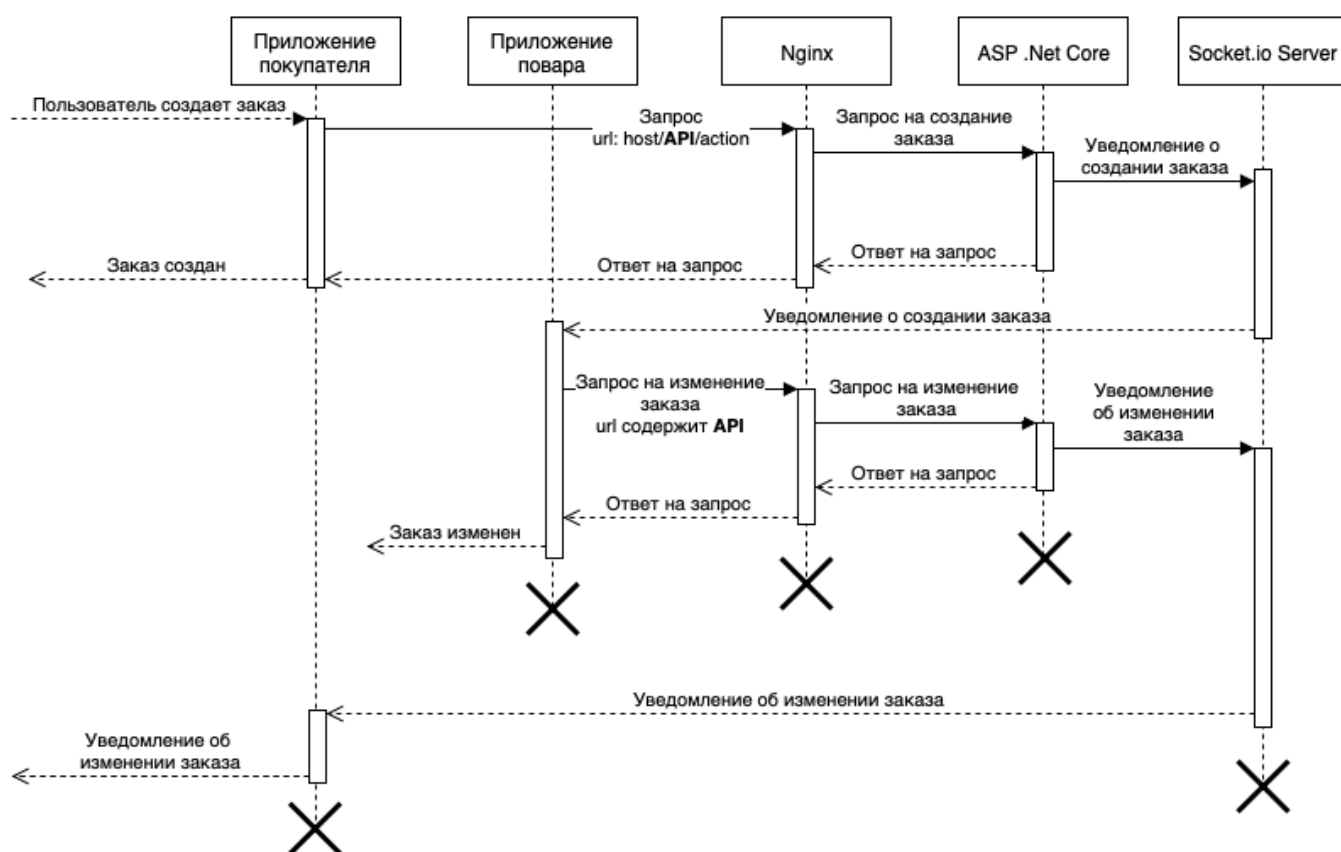 Приложение
покупателя
Приложение
повара
Nginx
ASP .Net Core
Socket.io Server
Пользователь создает заказ
Запрос
url: host/API/action
Запрос на создание
заказа
Уведомление о
создании заказа
Заказ создан
Ответ на запрос
Ответ на запрос
Уведомление о создании заказа
Запрос на изменение
заказа
url содержит API
Запрос на изменение
заказа
Уведомление
об изменении
заказа
Ответ на запрос
Ответ на запрос
Заказ изменен
Уведомление об изменении заказа
Уведомление об
изменении заказа